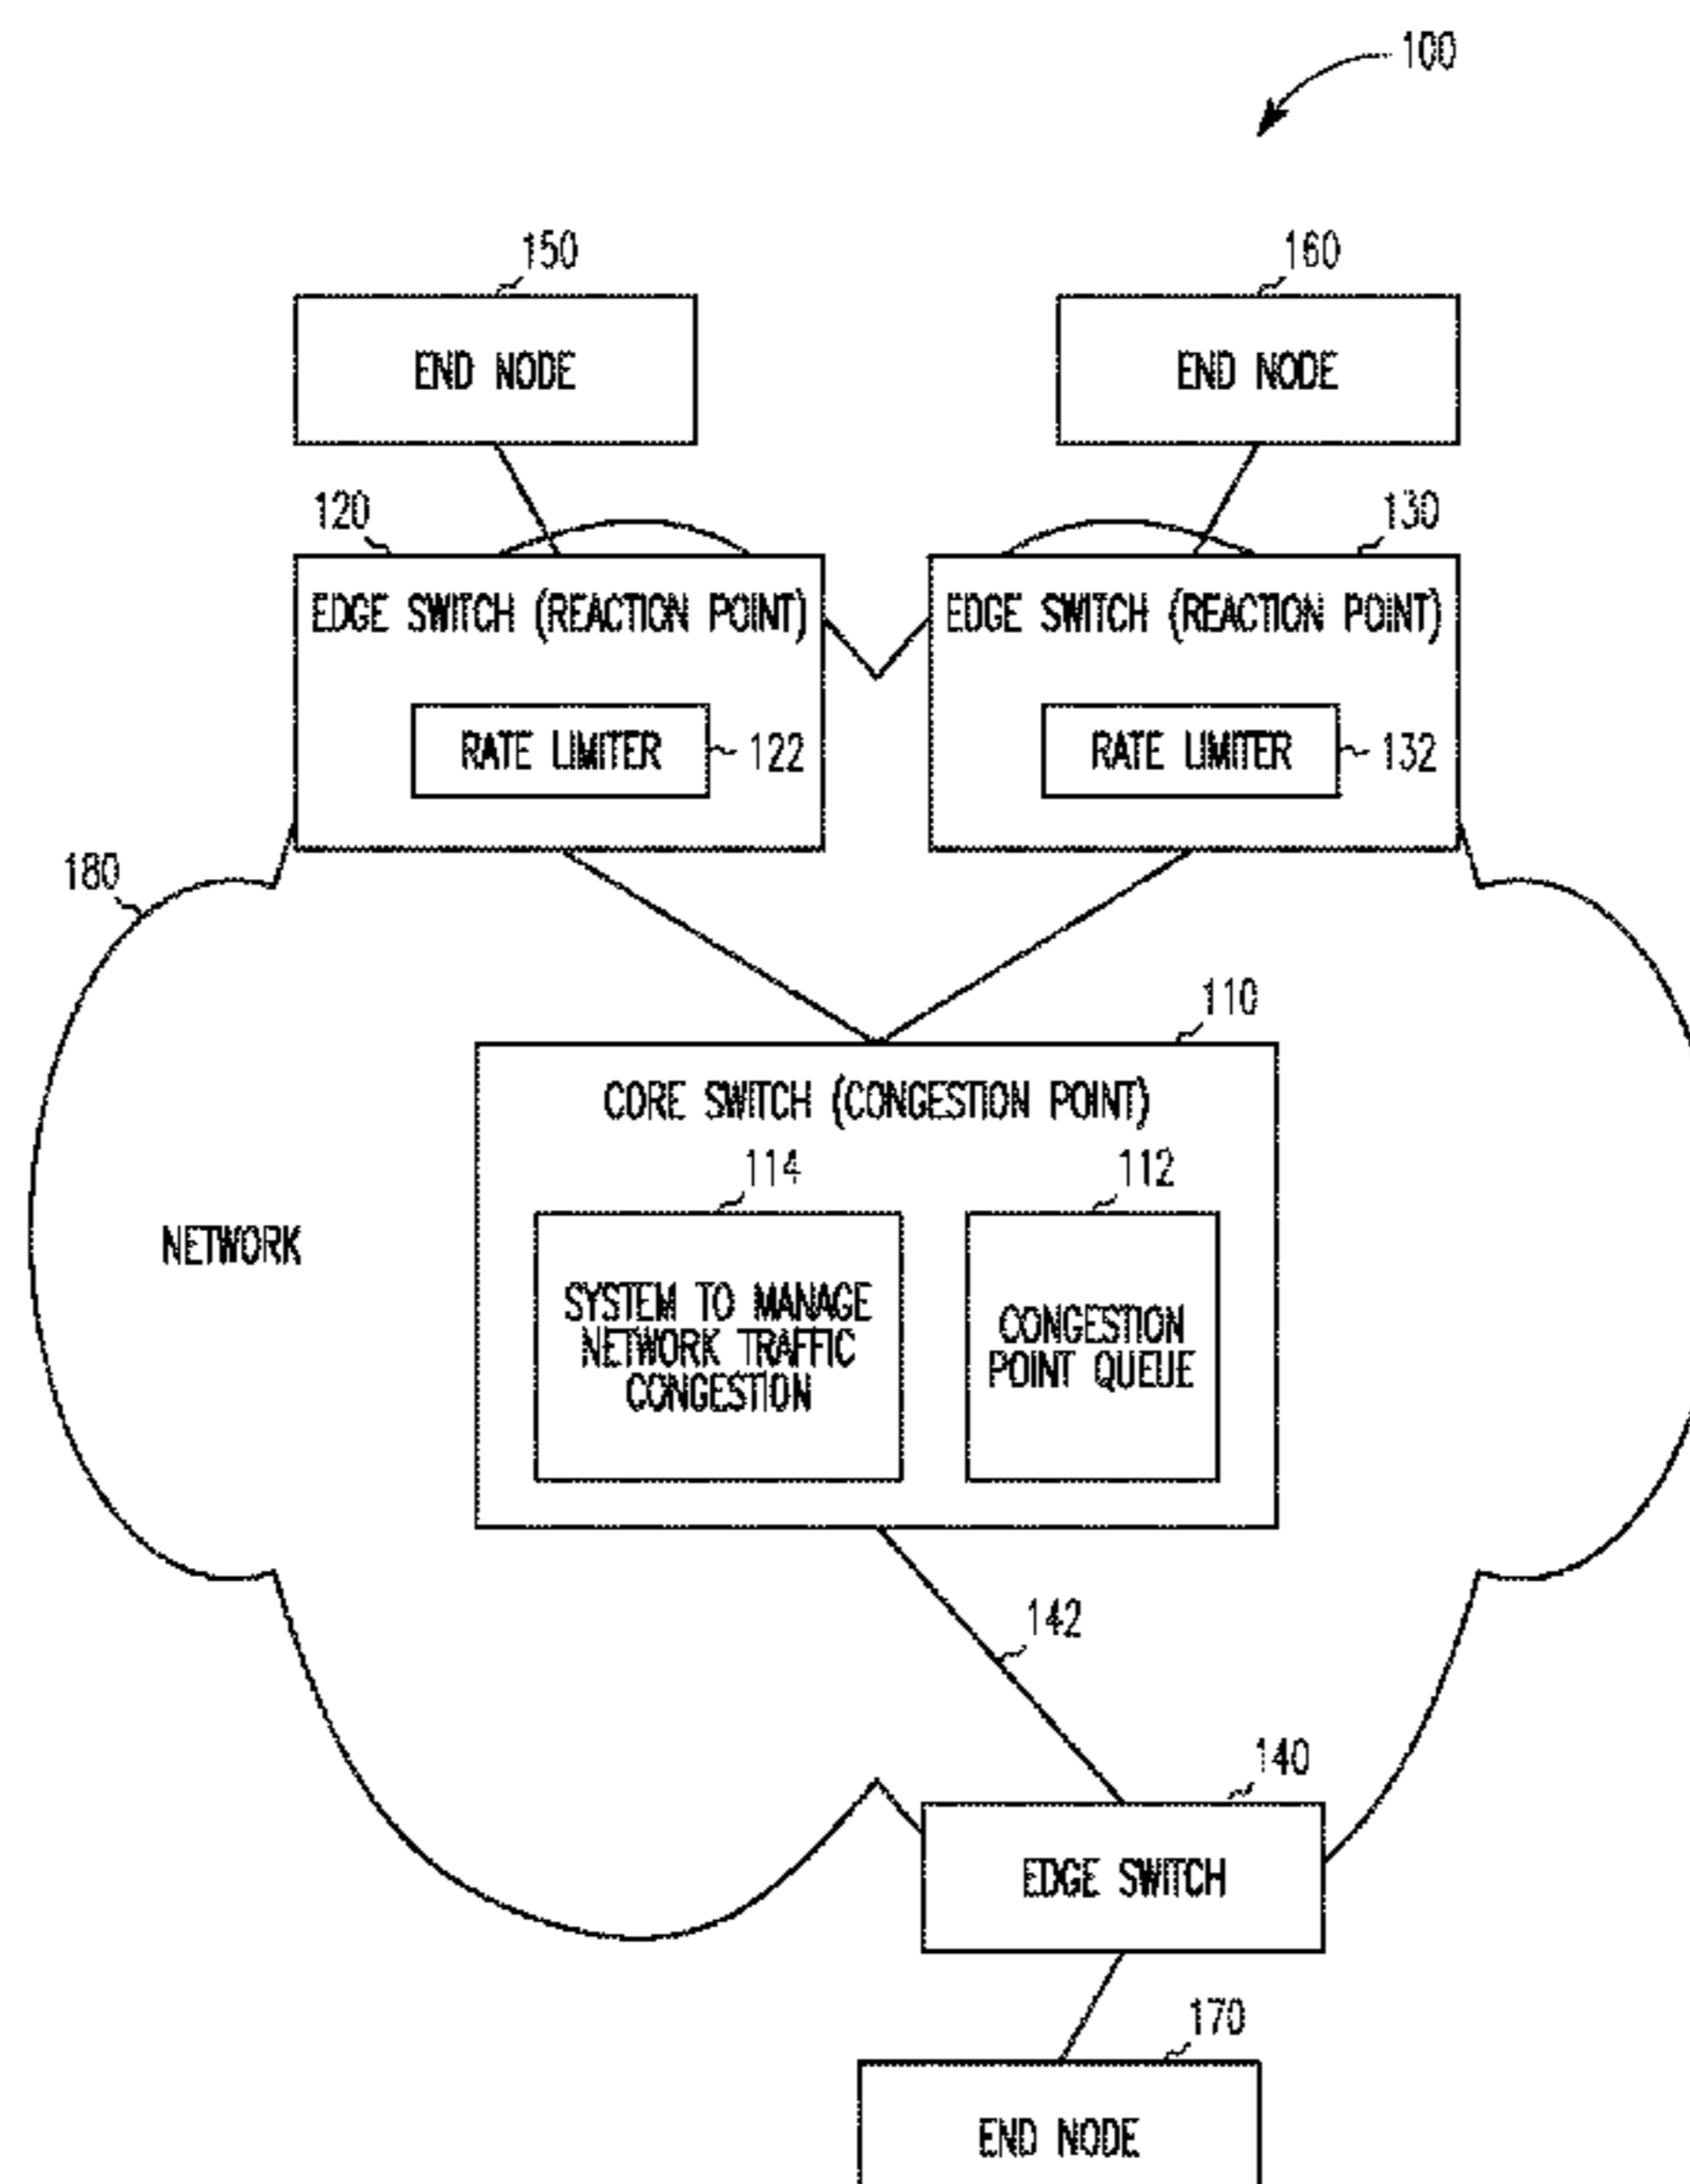 100
150
160
END NODE
END NODE
120
130
EDGE SWITCH (REACTION POINT)
EDGE SWITCH (REACTION POINT)
RATE LIMITER
122
RATE LIMITER
132
180
110
CORE SWITCH (CONGESTION POINT)
114
112
NETWORK
SYSTEM TO MANAGE
NETWORK TRAFFIC
CONGESTION
CONGESTION
POINT QUEUE
142
140
EDGE SWITCH
170
END NODE